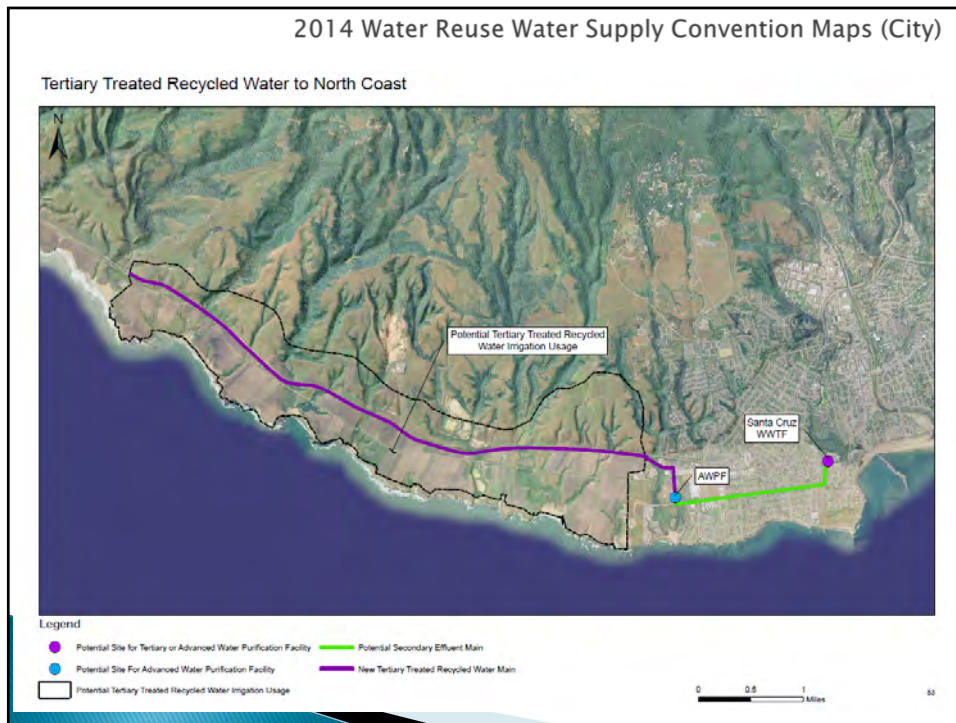 2014 Water Reuse Water Supply Convention Maps (City)
Tertiary Treated Recycled Water to North Coast
N
Potential Tertiary Treated Recycled
Water Irrigation Usage
Santa Cruz
WWTF
AWPF
Legend
Potential Site for Tertiary or Advanced Water Purification Facility
Potential Secondary Effluent Main
Potential Site For Advanced Water Purification Facility
New Tertiary Treated Recycled Water Main
Potential Tertiary Treated Recycled Water Irrigation Usage
0 0.5 1
Miles
53